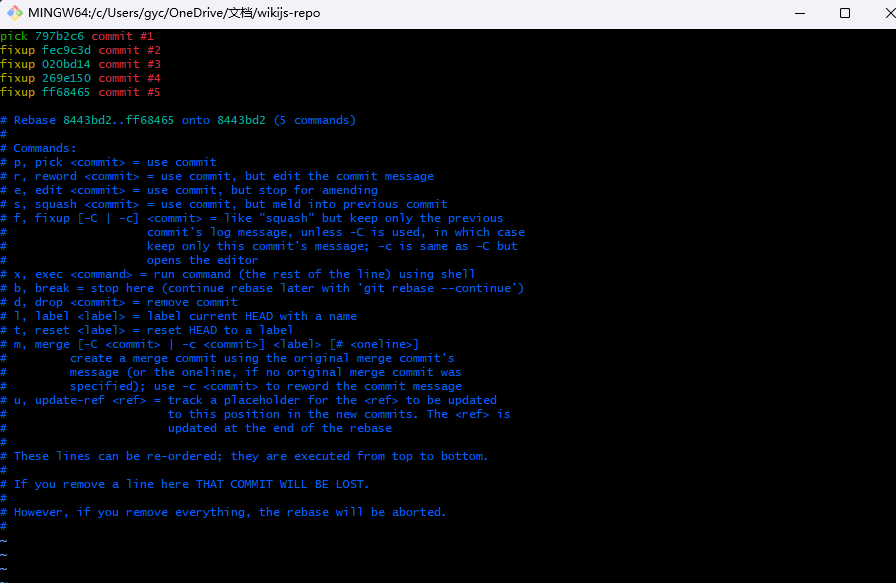 MINGW64:/c/Users/gyc/OneDrive/文档/wikijs-repo
pick 797b2c6 commit #1
fixup fec9c3d commit #2
fixup 020bd14 commit #3
fixup 269e150 commit #4
fixup ff68465 commit #5
# Rebase 8443bd2..ff68465 onto 8443bd2 (5 commands)
#
# Commands:
# p, pick <commit> = use commit
# r, reword <commit> = use commit, but edit the commit message
# e, edit <commit> = use commit, but stop for amending
# s, squash <commit> = use commit, but meld into previous commit
# f, fixup [-C | -c] <commit> = like "squash" but keep only the previous
#                    commit's log message, unless -C is used, in which case
#                    keep only this commit's message; -c is same as -C but
#                    opens the editor
# x, exec <command> = run command (the rest of the line) using shell
# b, break = stop here (continue rebase later with 'git rebase --continue')
# d, drop <commit> = remove commit
# l, label <label> = label current HEAD with a name
# t, reset <label> = reset HEAD to a label
# m, merge [-C <commit> | -c <commit>] <label> [# <oneline>]
#         create a merge commit using the original merge commit's
#         message (or the oneline, if no original merge commit was
#         specified); use -c <commit> to reword the commit message
# u, update-ref <ref> = track a placeholder for the <ref> to be updated
#                       to this position in the new commits. The <ref> is
#                       updated at the end of the rebase
#
# These lines can be re-ordered; they are executed from top to bottom.
#
# If you remove a line here THAT COMMIT WILL BE LOST.
#
# However, if you remove everything, the rebase will be aborted.
#
~
~
~
~